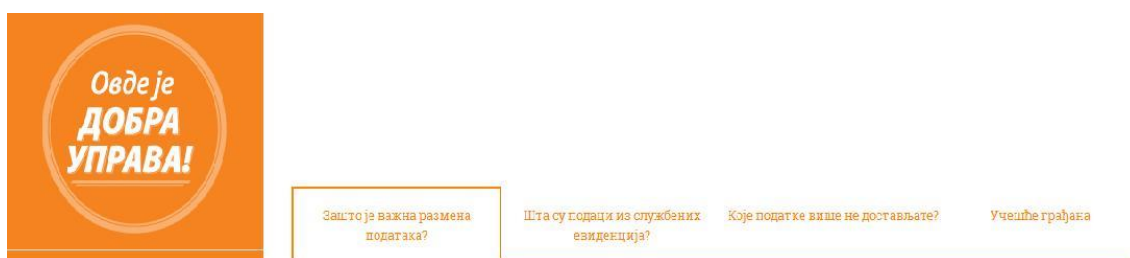 Овде је
ДОБРА
УПРАВА!
Зашто је важна размена
података?
Шта су подаци из службених
евиденција?
Које податке више не достављате?
Учешће грађана